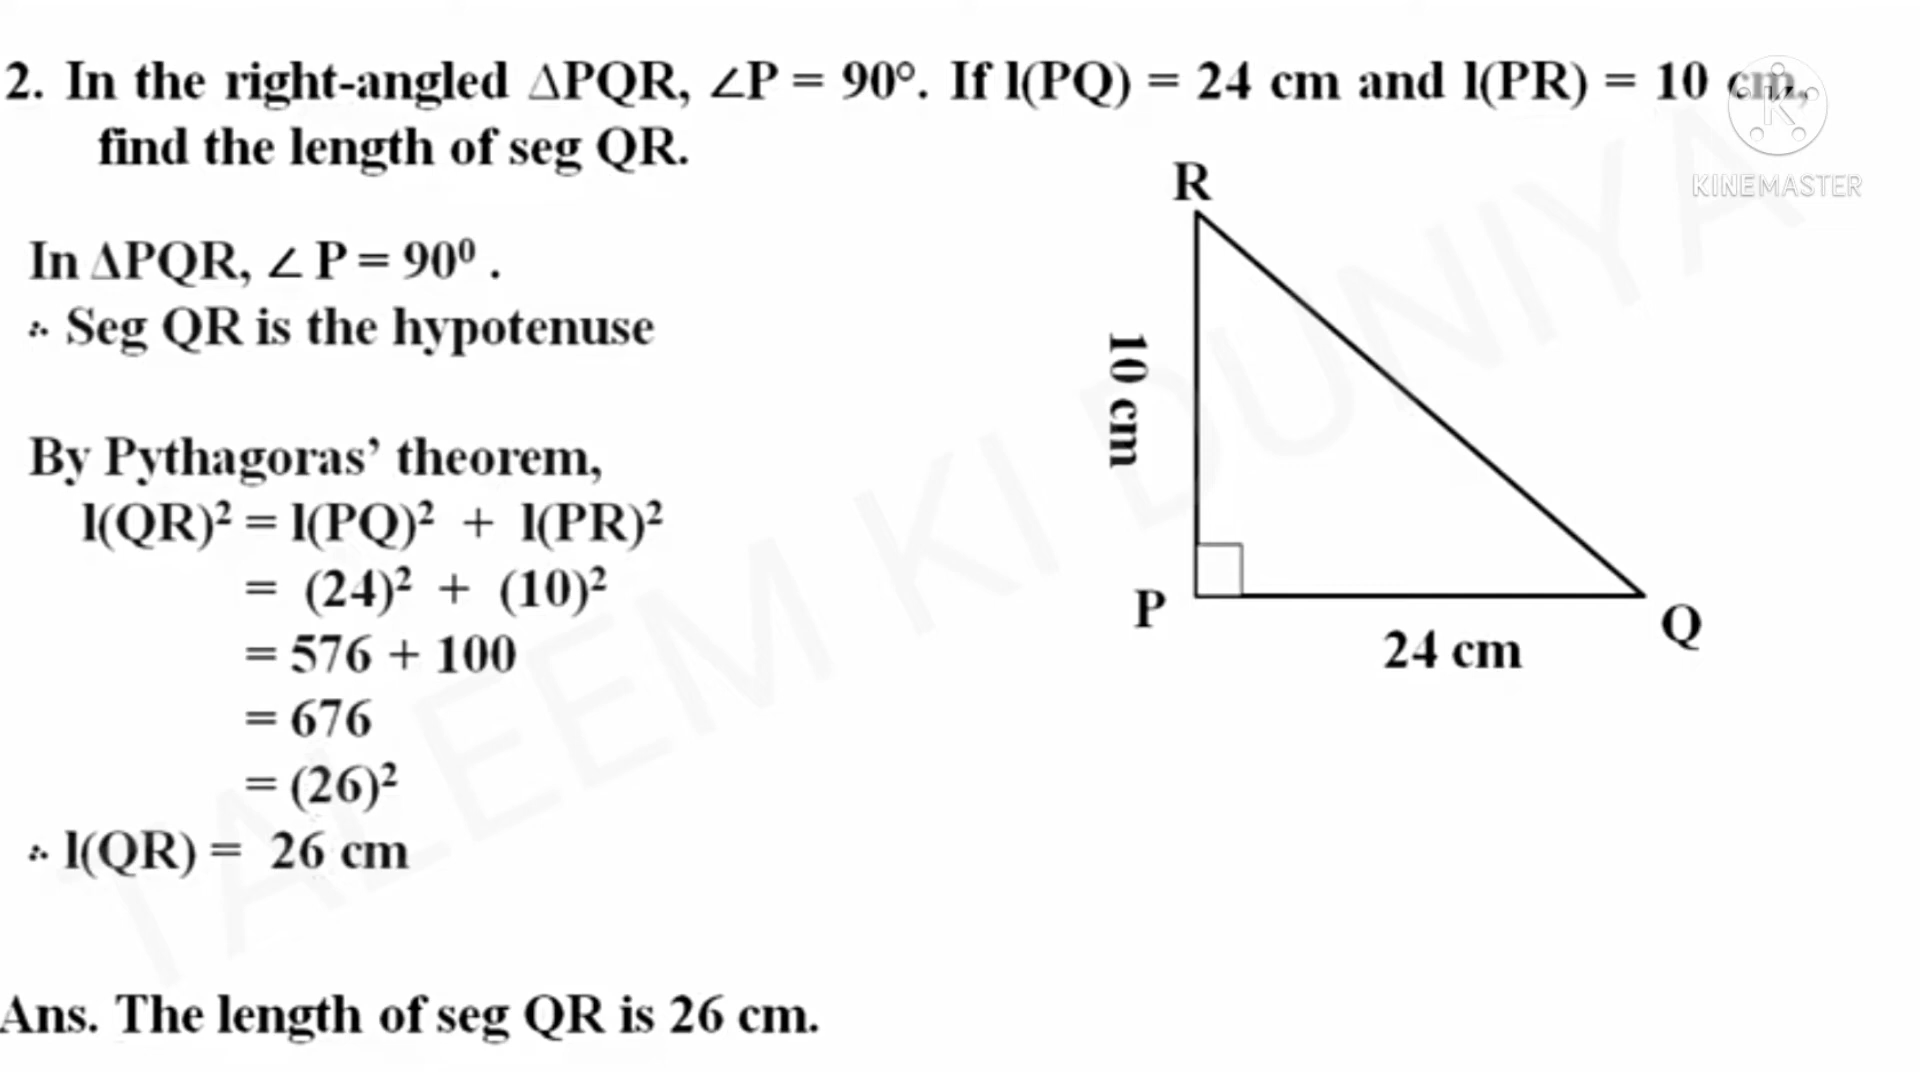 2. In the right-angled ΔPQR, ∠P = 90°. If l(PQ) = 24 cm and l(PR) = 10 cm,
find the length of seg QR.
KINEMASTER
R
In ΔPQR, ∠ P = 90⁰ .
∴ Seg QR is the hypotenuse
10 cm
By Pythagoras’ theorem,
l(QR)² = l(PQ)² + l(PR)²
= (24)² + (10)²
P
Q
24 cm
= 576 + 100
= 676
= (26)²
∴ l(QR) = 26 cm
TALEEM KI DUNIYA
Ans. The length of seg QR is 26 cm.